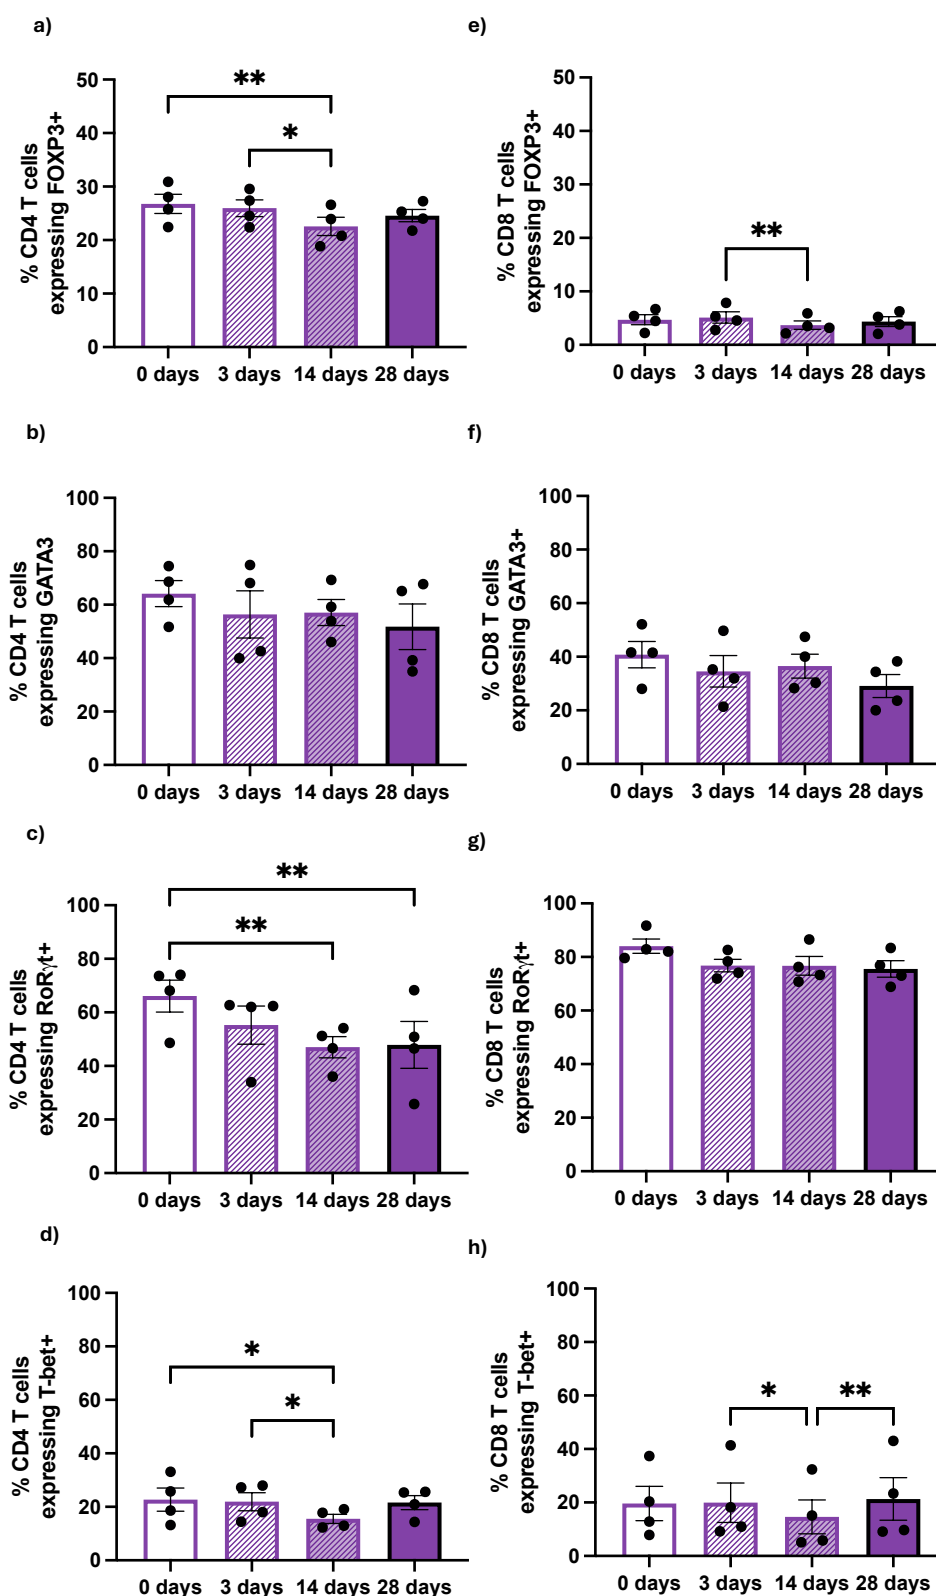 a)
% CD4 T cells
expressing FOXP3+
50
40
30
20
10
0
**
*
0 days 3 days 14 days 28 days
e)
% CD8 T cells
expressing FOXP3+
50
40
30
20
10
0
**
0 days 3 days 14 days 28 days
b)
% CD4 T cells
expressing GATA3
100
80
60
40
20
0
0 days 3 days 14 days 28 days
f)
% CD8 T cells
expressing GATA3+
100
80
60
40
20
0
0 days 3 days 14 days 28 days
c)
% CD4 T cells
expressing RoRγt+
100
80
60
40
20
0
**
**
0 days 3 days 14 days 28 days
g)
% CD8 T cells
expressing RoRγt+
100
80
60
40
20
0
0 days 3 days 14 days 28 days
d)
% CD4 T cells
expressing T-bet+
100
80
60
40
20
0
*
*
0 days 3 days 14 days 28 days
h)
% CD8 T cells
expressing T-bet+
100
80
60
40
20
0
* **
0 days 3 days 14 days 28 days